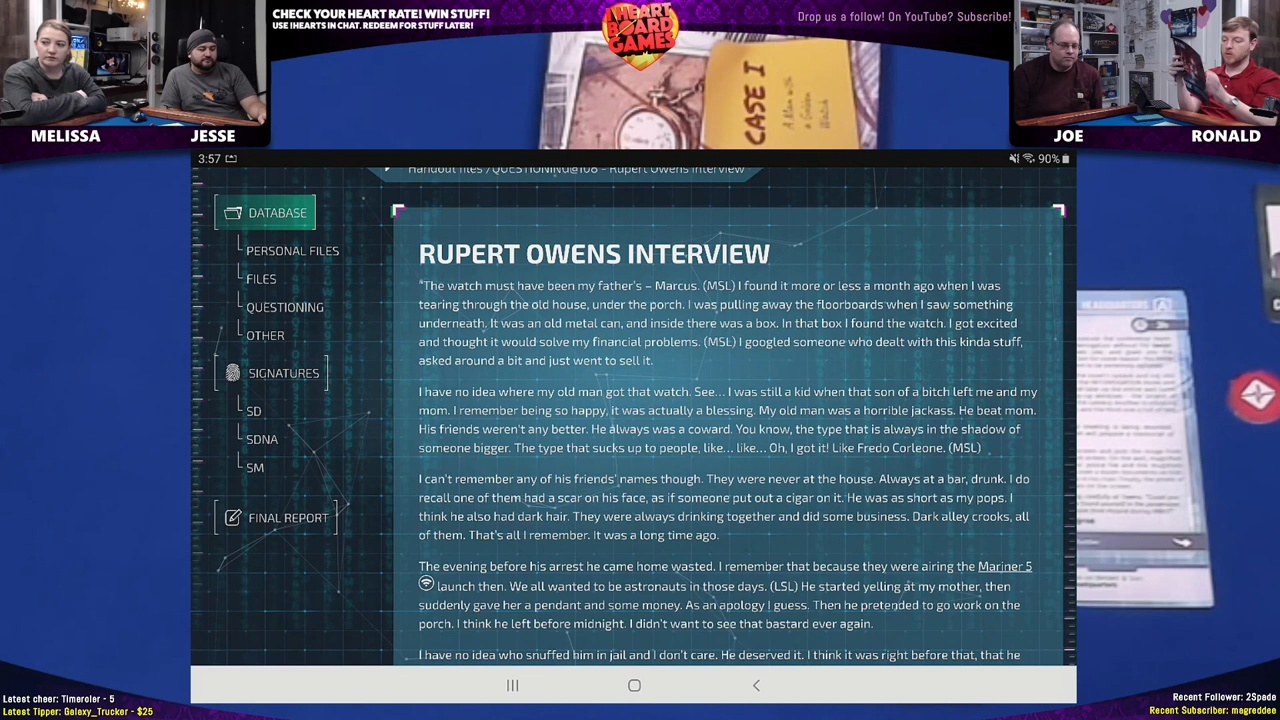 CHECK YOUR HEART RATE! WIN STUFF!
USE !HEARTS IN CHAT. REDEEM FOR STUFF LATER!
I HEART
BOARD
GAMES
Drop us a follow! On YouTube? Subscribe!
MELISSA
JESSE
JOE
RONALD
CASE I
3:57
90%
Handout files /QUESTIONING@108 - Rupert Owens Interview
DATABASE
PERSONAL FILES
FILES
QUESTIONING
OTHER
SIGNATURES
SD
SDNA
SM
FINAL REPORT
RUPERT OWENS INTERVIEW
"The watch must have been my father's – Marcus. (MSL) I found it more or less a month ago when I was
tearing through the old house, under the porch. I was pulling away the floorboards when I saw something
underneath. It was an old metal can, and inside there was a box. In that box I found the watch. I got excited
and thought it would solve my financial problems. (MSL) I googled someone who dealt with this kinda stuff,
asked around a bit and just went to sell it.
I have no idea where my old man got that watch. See... I was still a kid when that son of a bitch left me and my
mom. I remember being so happy, it was actually a blessing. My old man was a horrible jackass. He beat mom.
His friends weren't any better. He always was a coward. You know, the type that is always in the shadow of
someone bigger. The type that sucks up to people, like... like... Oh, I got it! Like Fredo Corleone. (MSL)
I can't remember any of his friends' names though. They were never at the house. Always at a bar, drunk. I do
recall one of them had a scar on his face, as if someone put out a cigar on it. He was as short as my pops. I
think he also had dark hair. They were always drinking together and did some business. Dark alley crooks, all
of them. That's all I remember. It was a long time ago.
The evening before his arrest he came home wasted. I remember that because they were airing the Mariner 5
launch then. We all wanted to be astronauts in those days. (LSL) He started yelling at my mother, then
suddenly gave her a pendant and some money. As an apology I guess. Then he pretended to go work on the
porch. I think he left before midnight. I didn't want to see that bastard ever again.
I have no idea who snuffed him in jail and I don't care. He deserved it. I think it was right before that, that he
Latest cheer: Timeroler - 5
Latest Tipper: Galaxy_Trucker - $25
Recent Follower: 2Spade
Recent Subscriber: magreddee